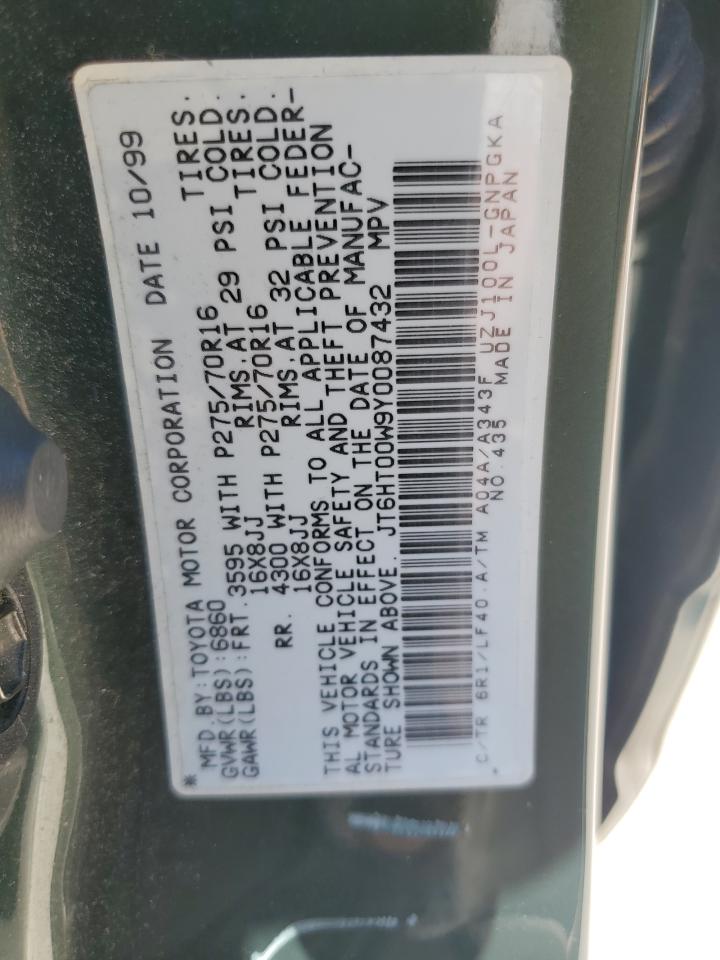 * MFD.BY:TOYOTA MOTOR CORPORATION DATE 10/99
GVWR(LBS):6860
GAWR(LBS):FRT.3595 WITH P275/70R16 TIRES.
16X8JJ RIMS.AT 29 PSI COLD.
RR. 4300 WITH P275/70R16 TIRES.
16X8JJ RIMS.AT 32 PSI COLD.
THIS VEHICLE CONFORMS TO ALL APPLICABLE FEDER-
AL MOTOR VEHICLE SAFETY AND THEFT PREVENTION
STANDARDS IN EFFECT ON THE DATE OF MANUFAC-
TURE SHOWN ABOVE. JT6HT00W9Y0087432 MPV
C/TR 6R1/LF40 A/TM A04A/A343F UZJ100L-GNPGKA
NO.435 MADE IN JAPAN